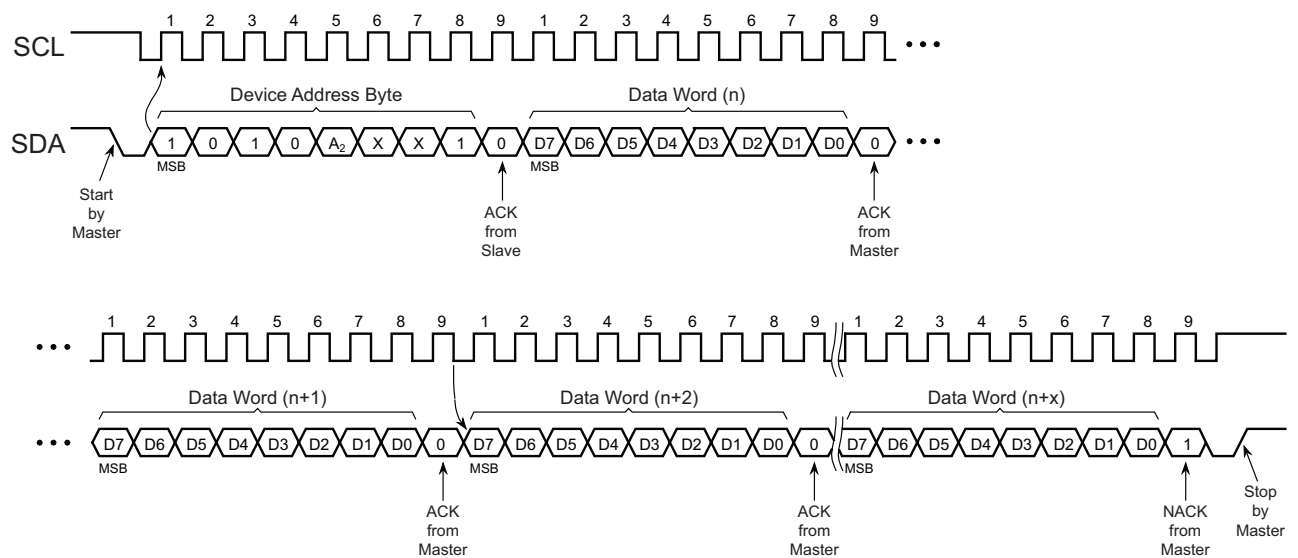 1 2 3 4 5 6 7 8 9 1 2 3 4 5 6 7 8 9
SCL
Device Address Byte Data Word (n)
SDA 1 0 1 0 A₂ X X 1 0 D7 D6 D5 D4 D3 D2 D1 D0 0
MSB MSB
Start
by
Master
ACK
from
Slave
ACK
from
Master
1 2 3 4 5 6 7 8 9 1 2 3 4 5 6 7 8 9 1 2 3 4 5 6 7 8 9
Data Word (n+1) Data Word (n+2) Data Word (n+x)
D7 D6 D5 D4 D3 D2 D1 D0 0 D7 D6 D5 D4 D3 D2 D1 D0 0 D7 D6 D5 D4 D3 D2 D1 D0 1
MSB MSB MSB
ACK
from
Master
ACK
from
Master
NACK
from
Master
Stop
by
Master